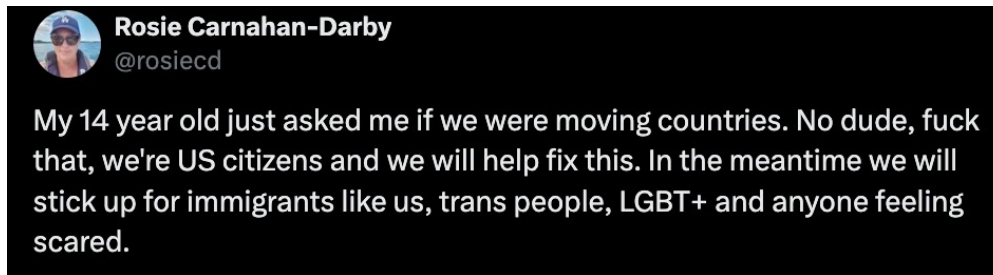 Rosie Carnahan-Darby
@rosiecd
My 14 year old just asked me if we were moving countries. No dude, fuck
that, we're US citizens and we will help fix this. In the meantime we will
stick up for immigrants like us, trans people, LGBT+ and anyone feeling
scared.